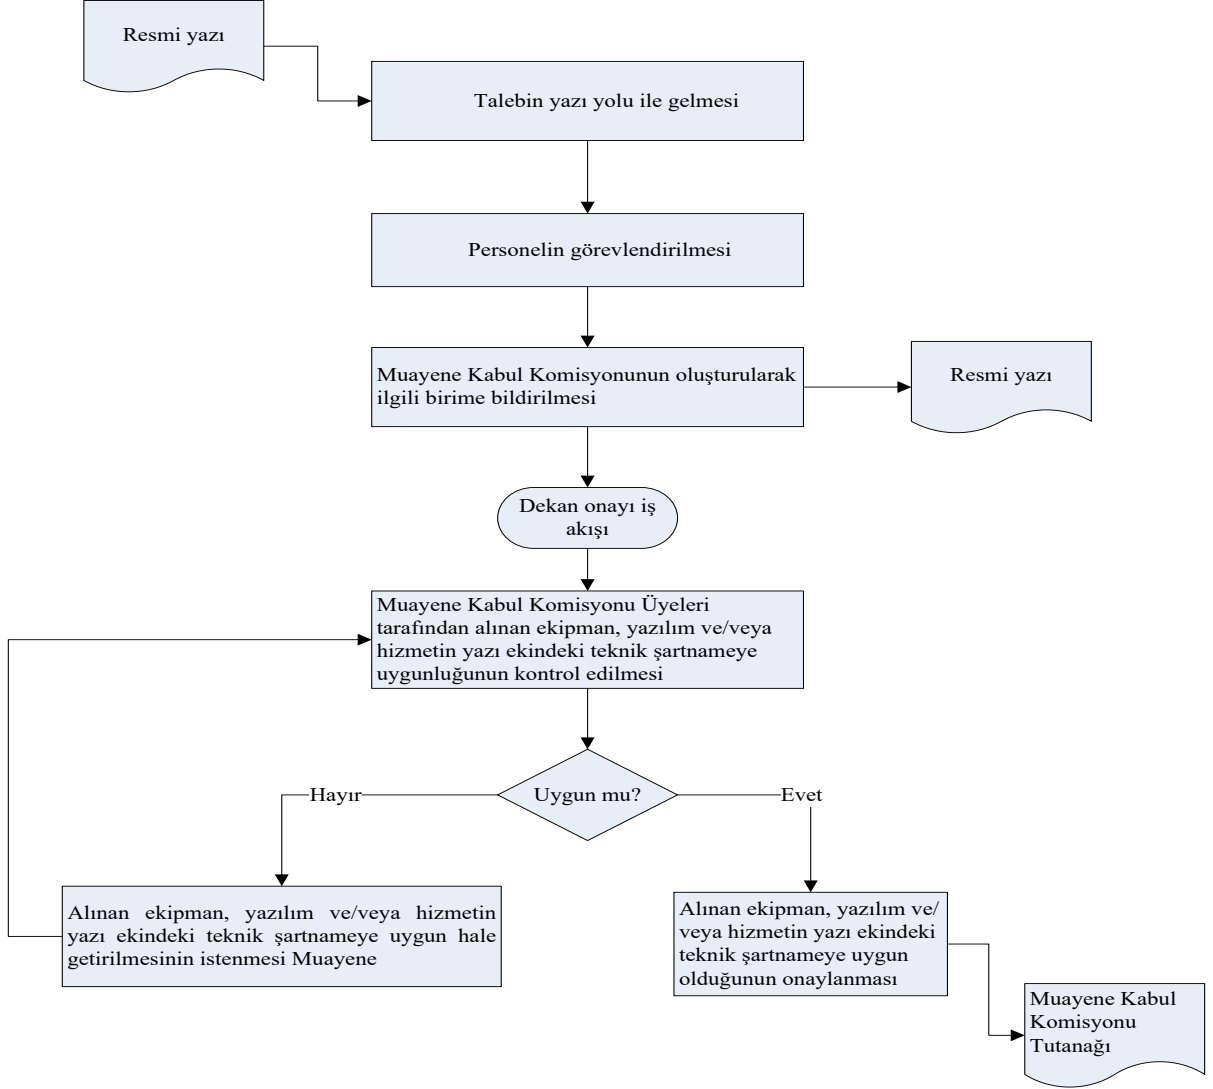 Resmi yazı
Talebin yazı yolu ile gelmesi
Personelin görevlendirilmesi
Muayene Kabul Komisyonunun oluşturularak
ilgili birime bildirilmesi
Resmi yazı
Dekan onayı iş
akışı
Muayene Kabul Komisyonu Üyeleri
tarafından alınan ekipman, yazılım ve/veya
hizmetin yazı ekindeki teknik şartnameye
uygunluğunun kontrol edilmesi
Uygun mu?
Hayır
Evet
Alınan ekipman, yazılım ve/veya hizmetin
yazı ekindeki teknik şartnameye uygun hale
getirilmesinin istenmesi Muayene
Alınan ekipman, yazılım ve/
veya hizmetin yazı ekindeki
teknik şartnameye uygun
olduğunun onaylanması
Muayene Kabul
Komisyonu
Tutanağı